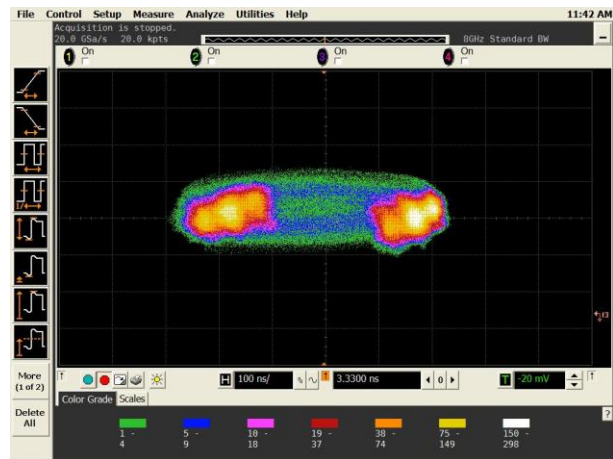 File Control Setup Measure Analyze Utilities Help 11:42 AM
Acquisition is stopped.
20.0 GSa/s 20.0 kpts 8GHz Standard BW
1 On 2 On 3 On 4 On
More
(1 of 2)
Delete
All
H 100 ns/ 3.3300 ns 0 T -20 mV
Color Grade Scales
?
1 - 5 - 10 - 19 - 38 - 75 - 150 -
4 9 18 37 74 149 298